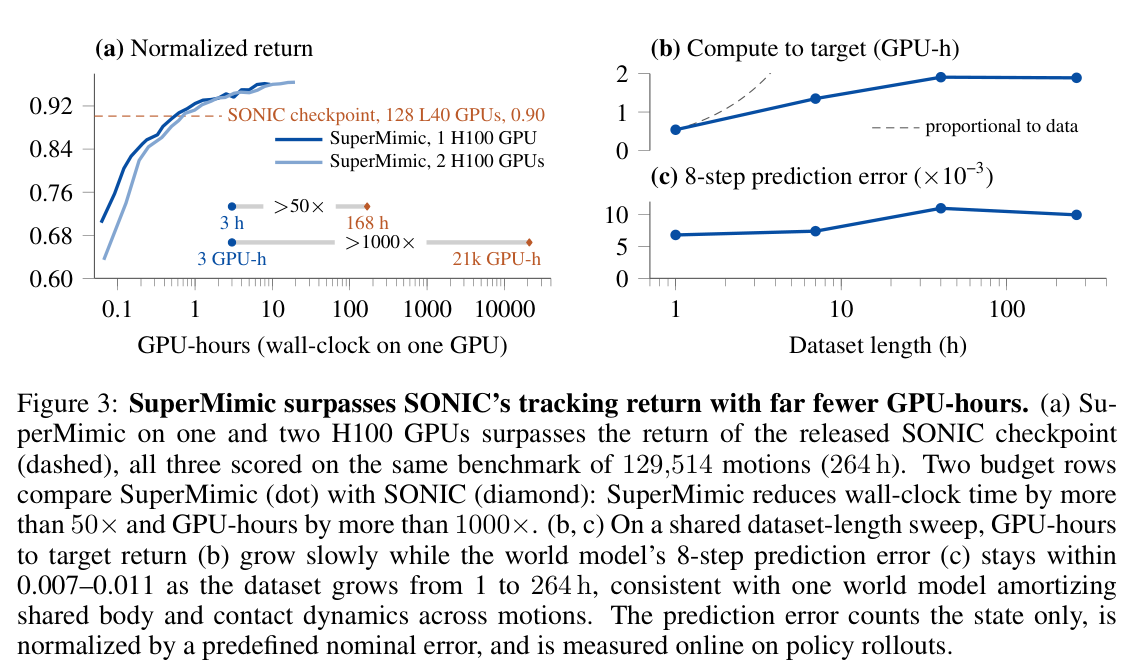 (a) Normalized return
0.92
0.84
0.76
0.68
0.60
SONIC checkpoint, 128 L40 GPUs, 0.90
SuperMimic, 1 H100 GPU
SuperMimic, 2 H100 GPUs
>50×
3 h
168 h
>1000×
3 GPU-h
21k GPU-h
0.1 1 10 100 1000 10000
GPU-hours (wall-clock on one GPU)
(b) Compute to target (GPU-h)
2
1
0
proportional to data
(c) 8-step prediction error (×10⁻³)
10
5
0
1 10 100
Dataset length (h)
Figure 3: SuperMimic surpasses SONIC's tracking return with far fewer GPU-hours. (a) Su-
perMimic on one and two H100 GPUs surpasses the return of the released SONIC checkpoint
(dashed), all three scored on the same benchmark of 129,514 motions (264 h). Two budget rows
compare SuperMimic (dot) with SONIC (diamond): SuperMimic reduces wall-clock time by more
than 50× and GPU-hours by more than 1000×. (b, c) On a shared dataset-length sweep, GPU-hours
to target return (b) grow slowly while the world model's 8-step prediction error (c) stays within
0.007–0.011 as the dataset grows from 1 to 264 h, consistent with one world model amortizing
shared body and contact dynamics across motions. The prediction error counts the state only, is
normalized by a predefined nominal error, and is measured online on policy rollouts.